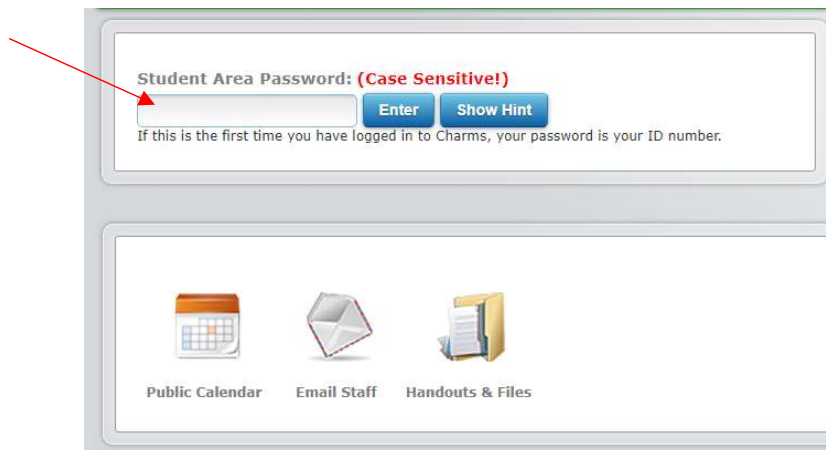 Student Area Password: (Case Sensitive!)
Enter Show Hint
If this is the first time you have logged in to Charms, your password is your ID number.
Public Calendar Email Staff Handouts & Files